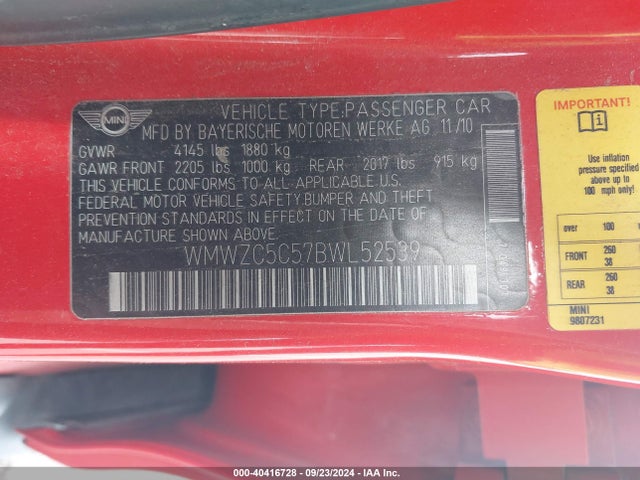 MINI
VEHICLE TYPE:PASSENGER CAR
MFD BY BAYERISCHE MOTOREN WERKE AG 11/10
GVWR 4145 lbs 1880 kg
GAWR FRONT 2205 lbs 1000 kg REAR 2017 lbs 915 kg
THIS VEHICLE CONFORMS TO ALL APPLICABLE U.S.
FEDERAL MOTOR VEHICLE SAFETY,BUMPER AND THEFT
PREVENTION STANDARDS IN EFFECT ON THE DATE
OF MANUFACTURE SHOWN ABOVE.
WMWZC5C57BWL52539
IMPORTANT!
Use inflation
pressure specified
above up to
100 mph only!
over 100
FRONT 260
38
REAR 260
38
MINI
9807231
000-40416728 - 09/23/2024 - IAA Inc.